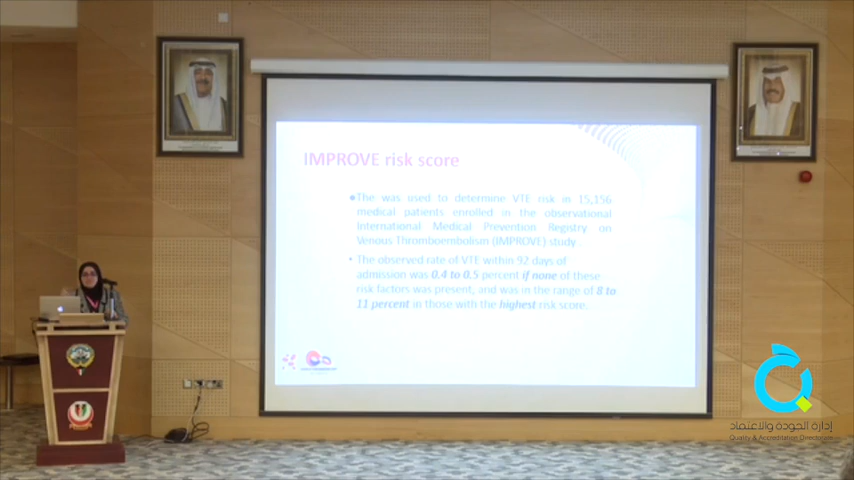 IMPROVE risk score
•The was used to determine VTE risk in 15,156
medical patients enrolled in the observational
International Medical Prevention Registry on
Venous Thromboembolism (IMPROVE) study.
• The observed rate of VTE within 92 days of
admission was 0.4 to 0.5 percent if none of these
risk factors was present, and was in the range of 8 to
11 percent in those with the highest risk score.
إدارة الجودة والاعتماد
Quality & Accreditation Directorate